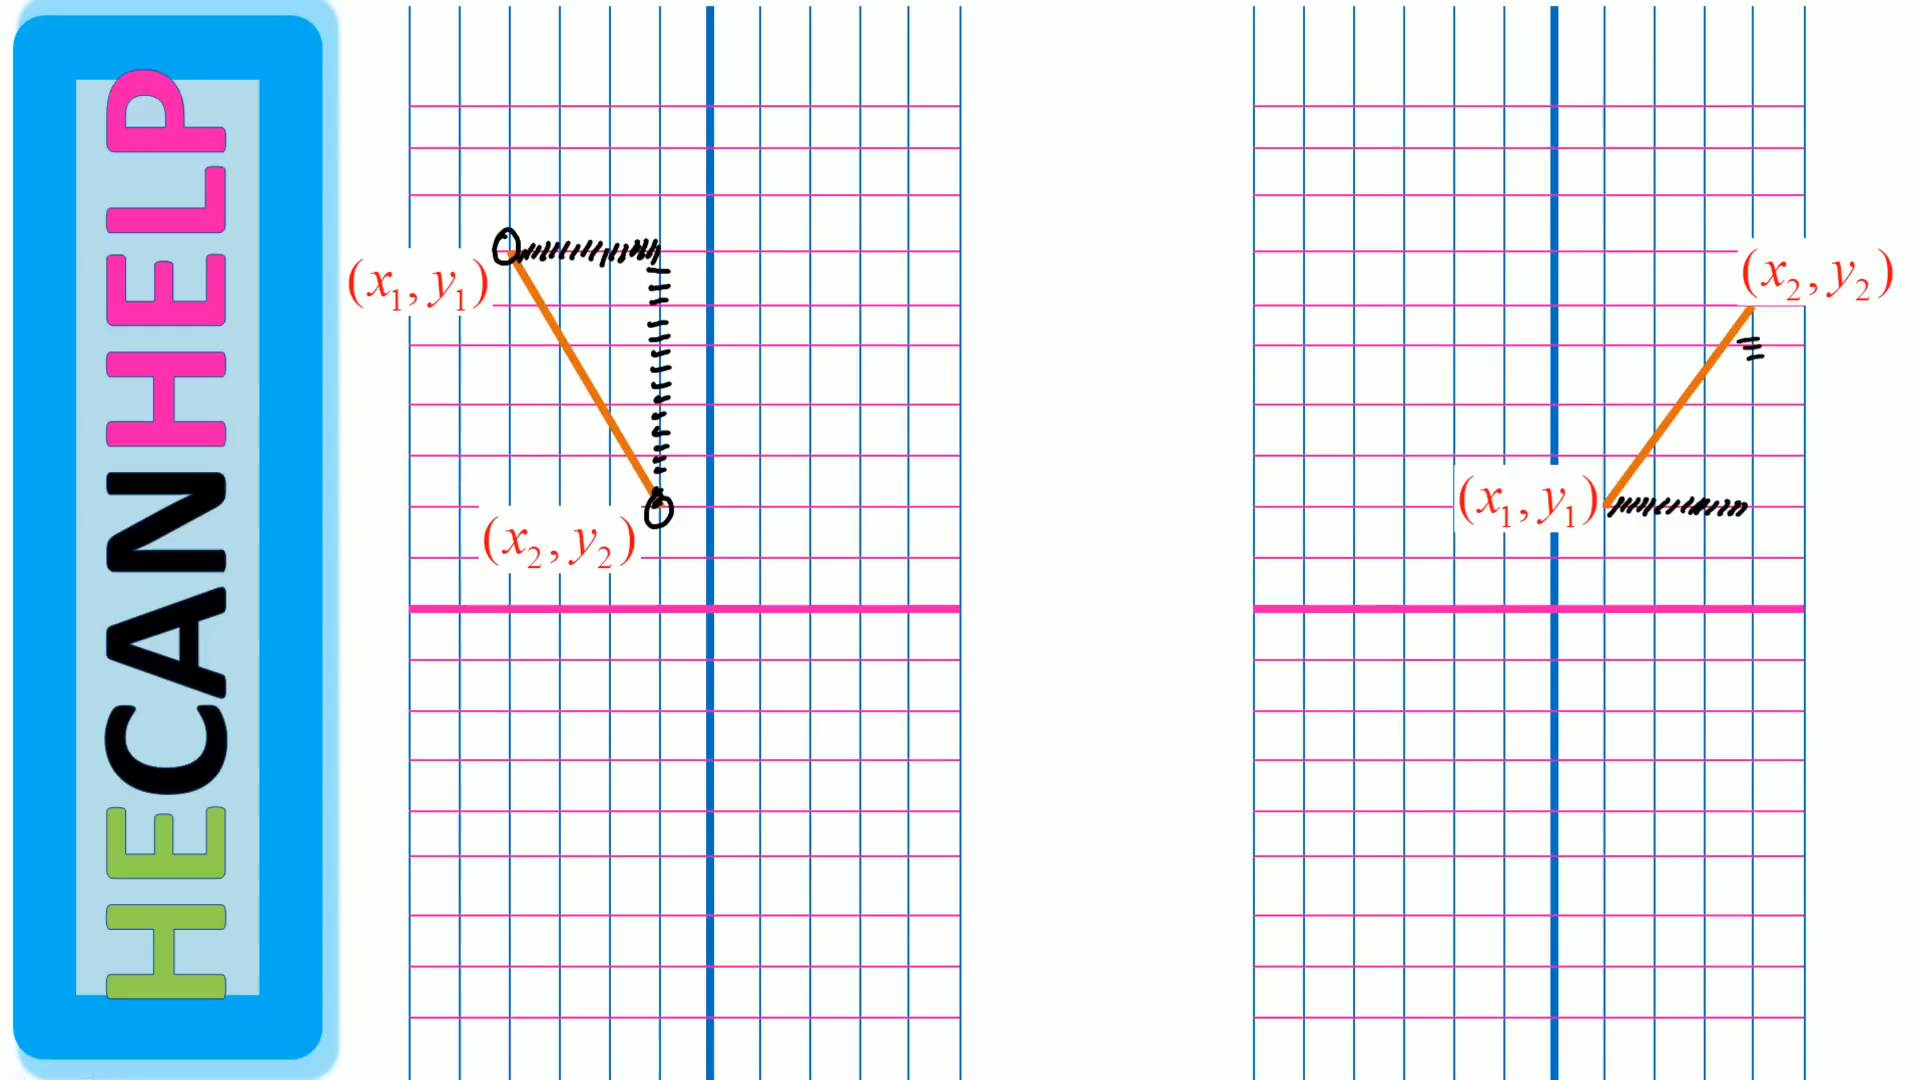 HECANHELP
(x₁, y₁)
(x₂, y₂)
(x₂, y₂)
(x₁, y₁)